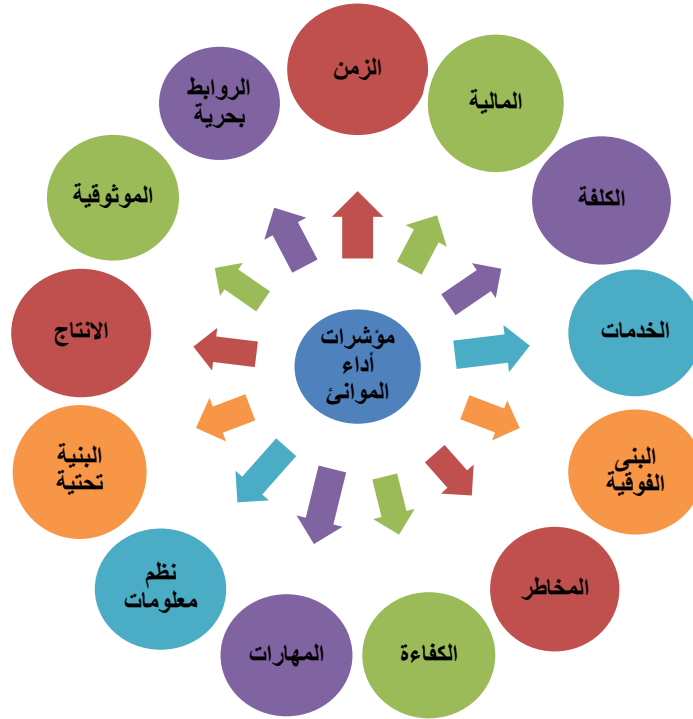 الزمن
المالية
الكلفة
الخدمات
البنى
الفوقية
المخاطر
الكفاءة
المهارات
نظم
معلومات
البنية
تحتية
الانتاج
الموثوقية
الروابط
بحرية
مؤشرات
أداء
الموانئ